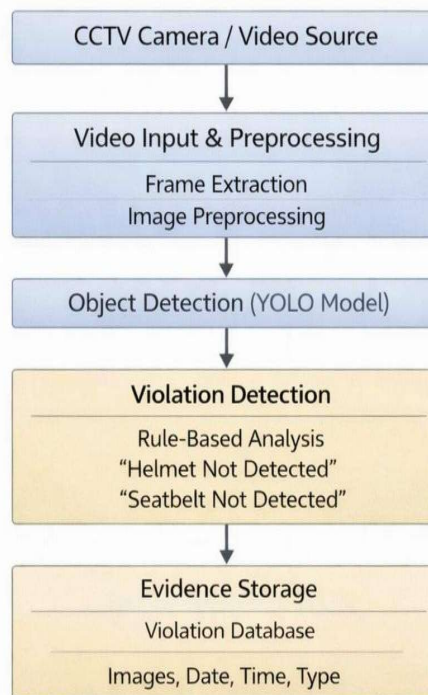 CCTV Camera / Video Source
Video Input & Preprocessing
Frame Extraction
Image Preprocessing
Object Detection (YOLO Model)
Violation Detection
Rule-Based Analysis
“Helmet Not Detected”
“Seatbelt Not Detected”
Evidence Storage
Violation Database
Images, Date, Time, Type